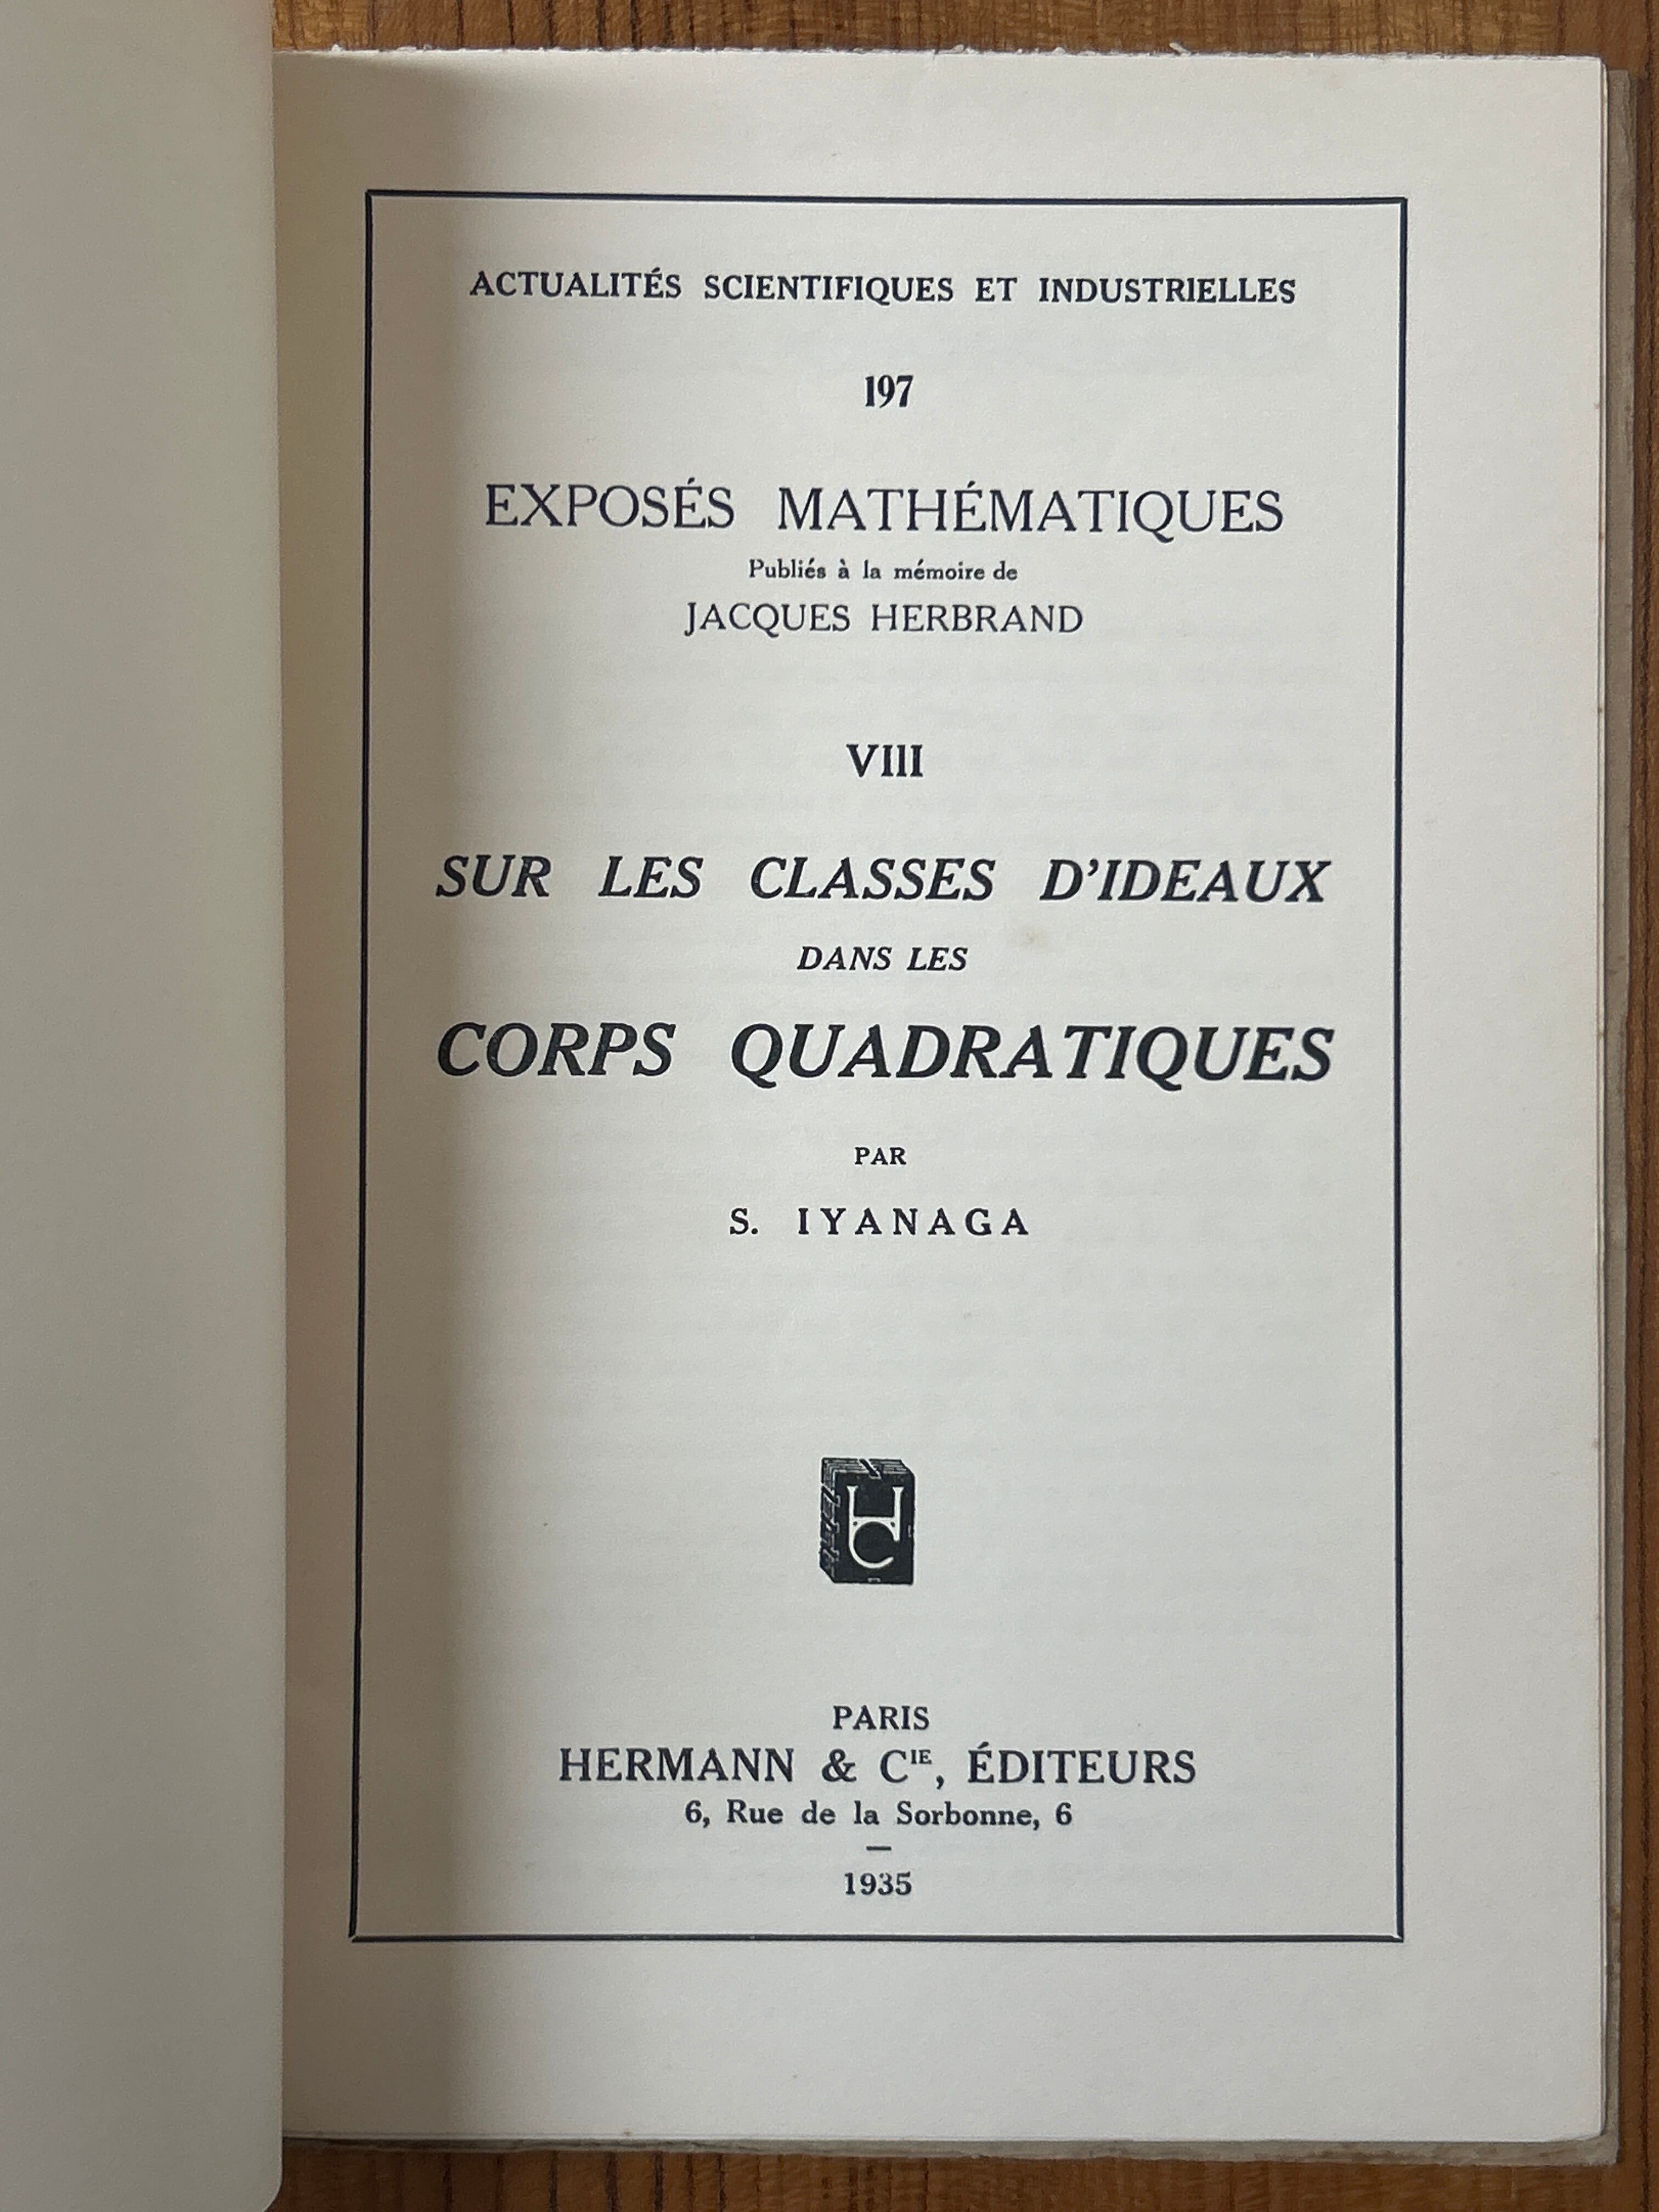 ACTUALITÉS SCIENTIFIQUES ET INDUSTRIELLES
197
EXPOSÉS MATHÉMATIQUES
Publiés à la mémoire de
JACQUES HERBRAND
VIII
SUR LES CLASSES D'IDEAUX
DANS LES
CORPS QUADRATIQUES
PAR
S. IYANAGA
HC
PARIS
HERMANN & CIE, ÉDITEURS
6, Rue de la Sorbonne, 6
1935